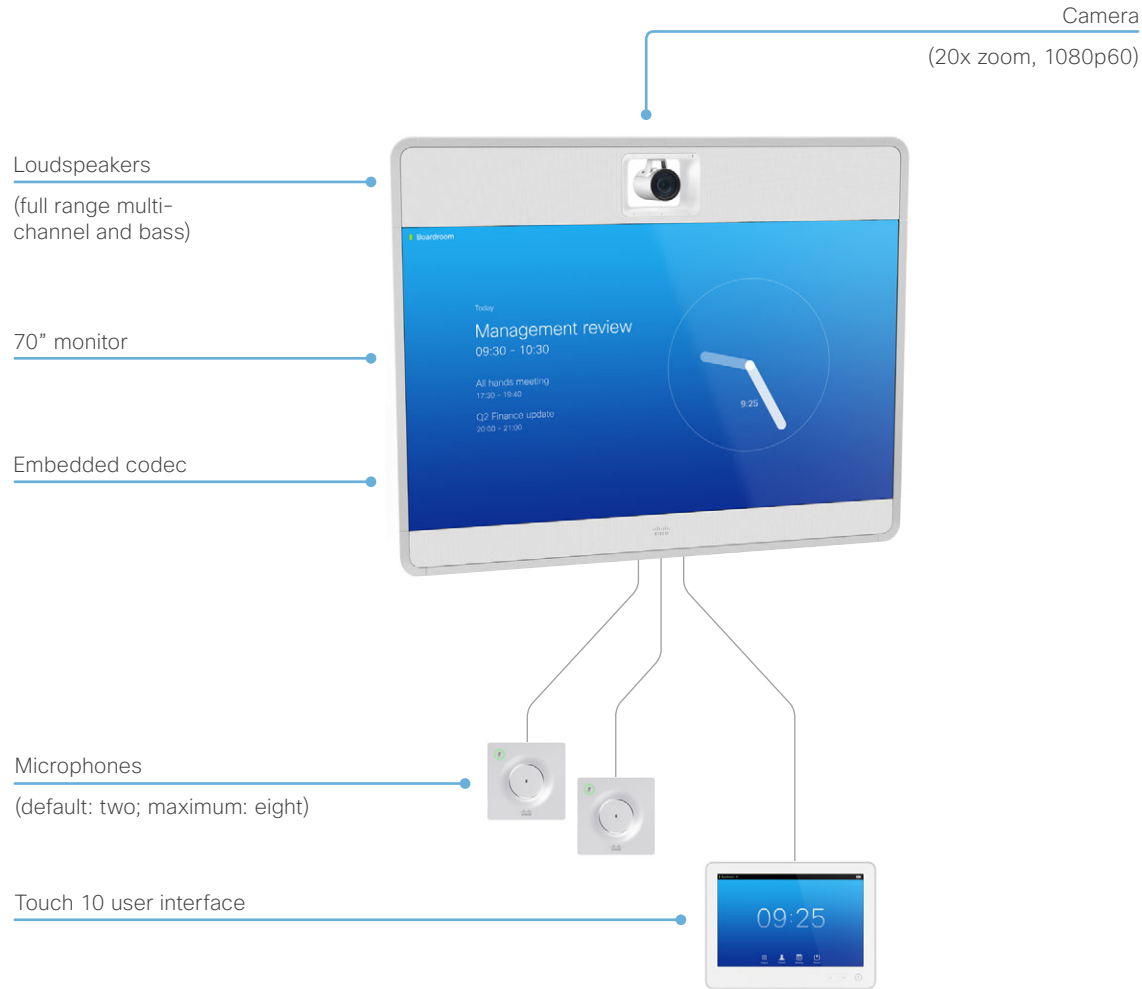 Camera
(20x zoom, 1080p60)
Loudspeakers
(full range multi-
channel and bass)
70” monitor
Embedded codec
Boardroom
Today
Management review
09:30 - 10:30
All hands meeting
17:30 - 19:40
Q2 Finance update
20:00 - 21:00
9:25
CISCO
Microphones
(default: two; maximum: eight)
Touch 10 user interface
09:25